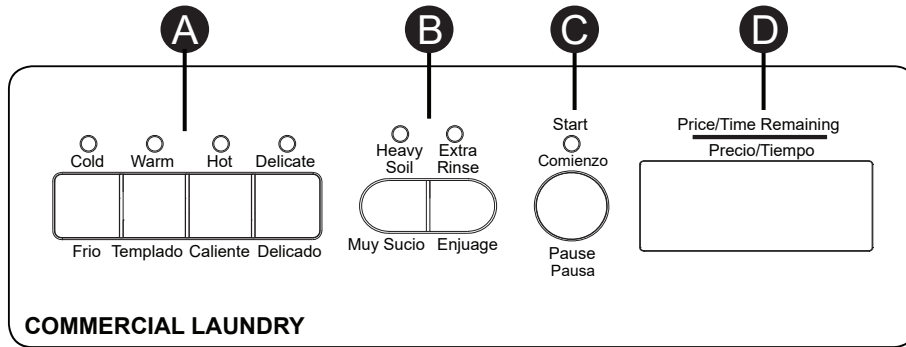 A B C D
Start
Price/Time Remaining
Cold Warm Hot Delicate
Heavy Soil
Extra Rinse
Comienzo
Precio/Tiempo
Frio Templado Caliente Delicado
Muy Sucio Enjuage
Pause
Pausa
COMMERCIAL LAUNDRY